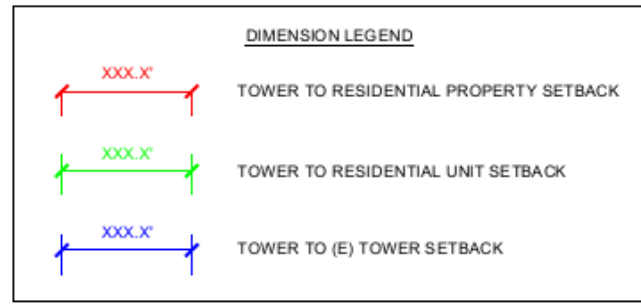 DIMENSION LEGEND
XXX.X'
TOWER TO RESIDENTIAL PROPERTY SETBACK
XXX.X'
TOWER TO RESIDENTIAL UNIT SETBACK
XXX.X'
TOWER TO (E) TOWER SETBACK